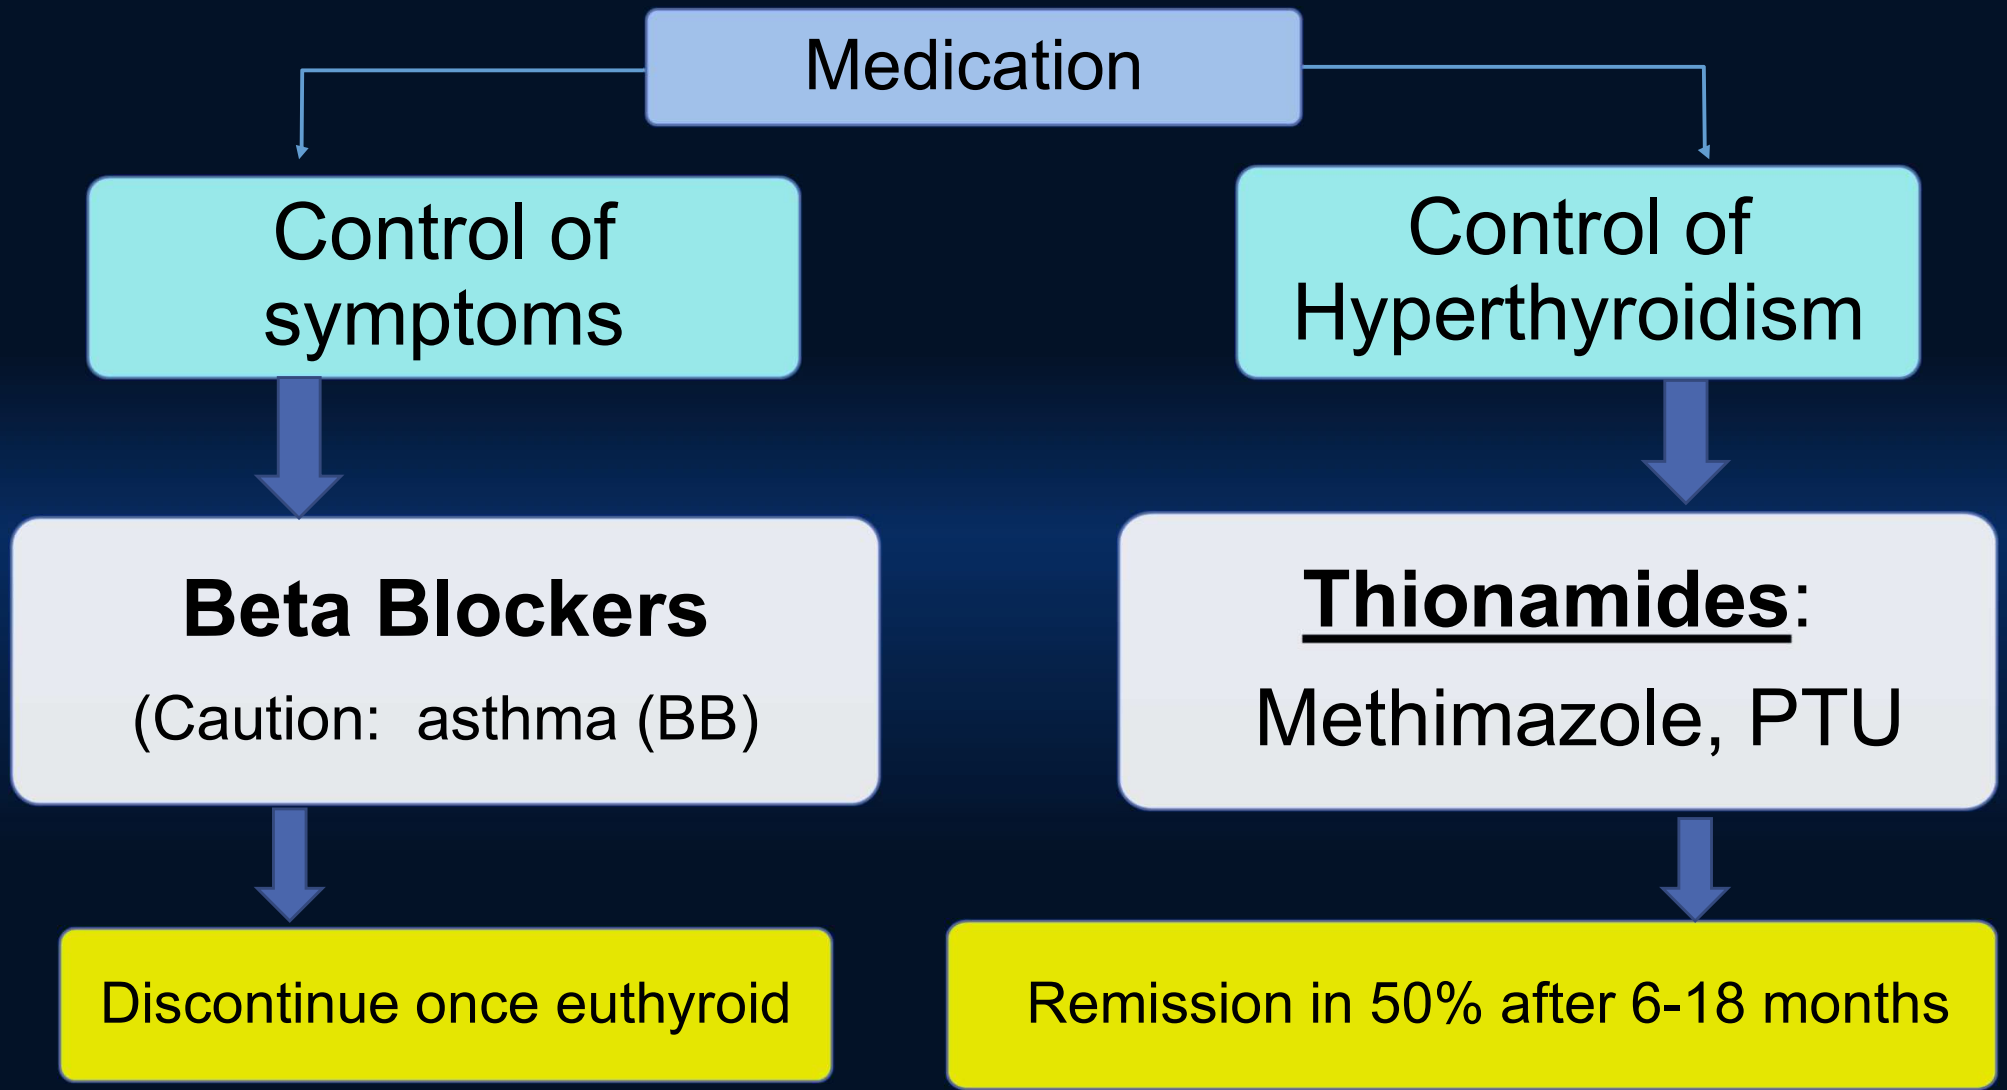 Medication
Control of
symptoms
Control of
Hyperthyroidism
Beta Blockers
(Caution:  asthma (BB)
Thionamides:
Methimazole, PTU
Discontinue once euthyroid
Remission in 50% after 6-18 months